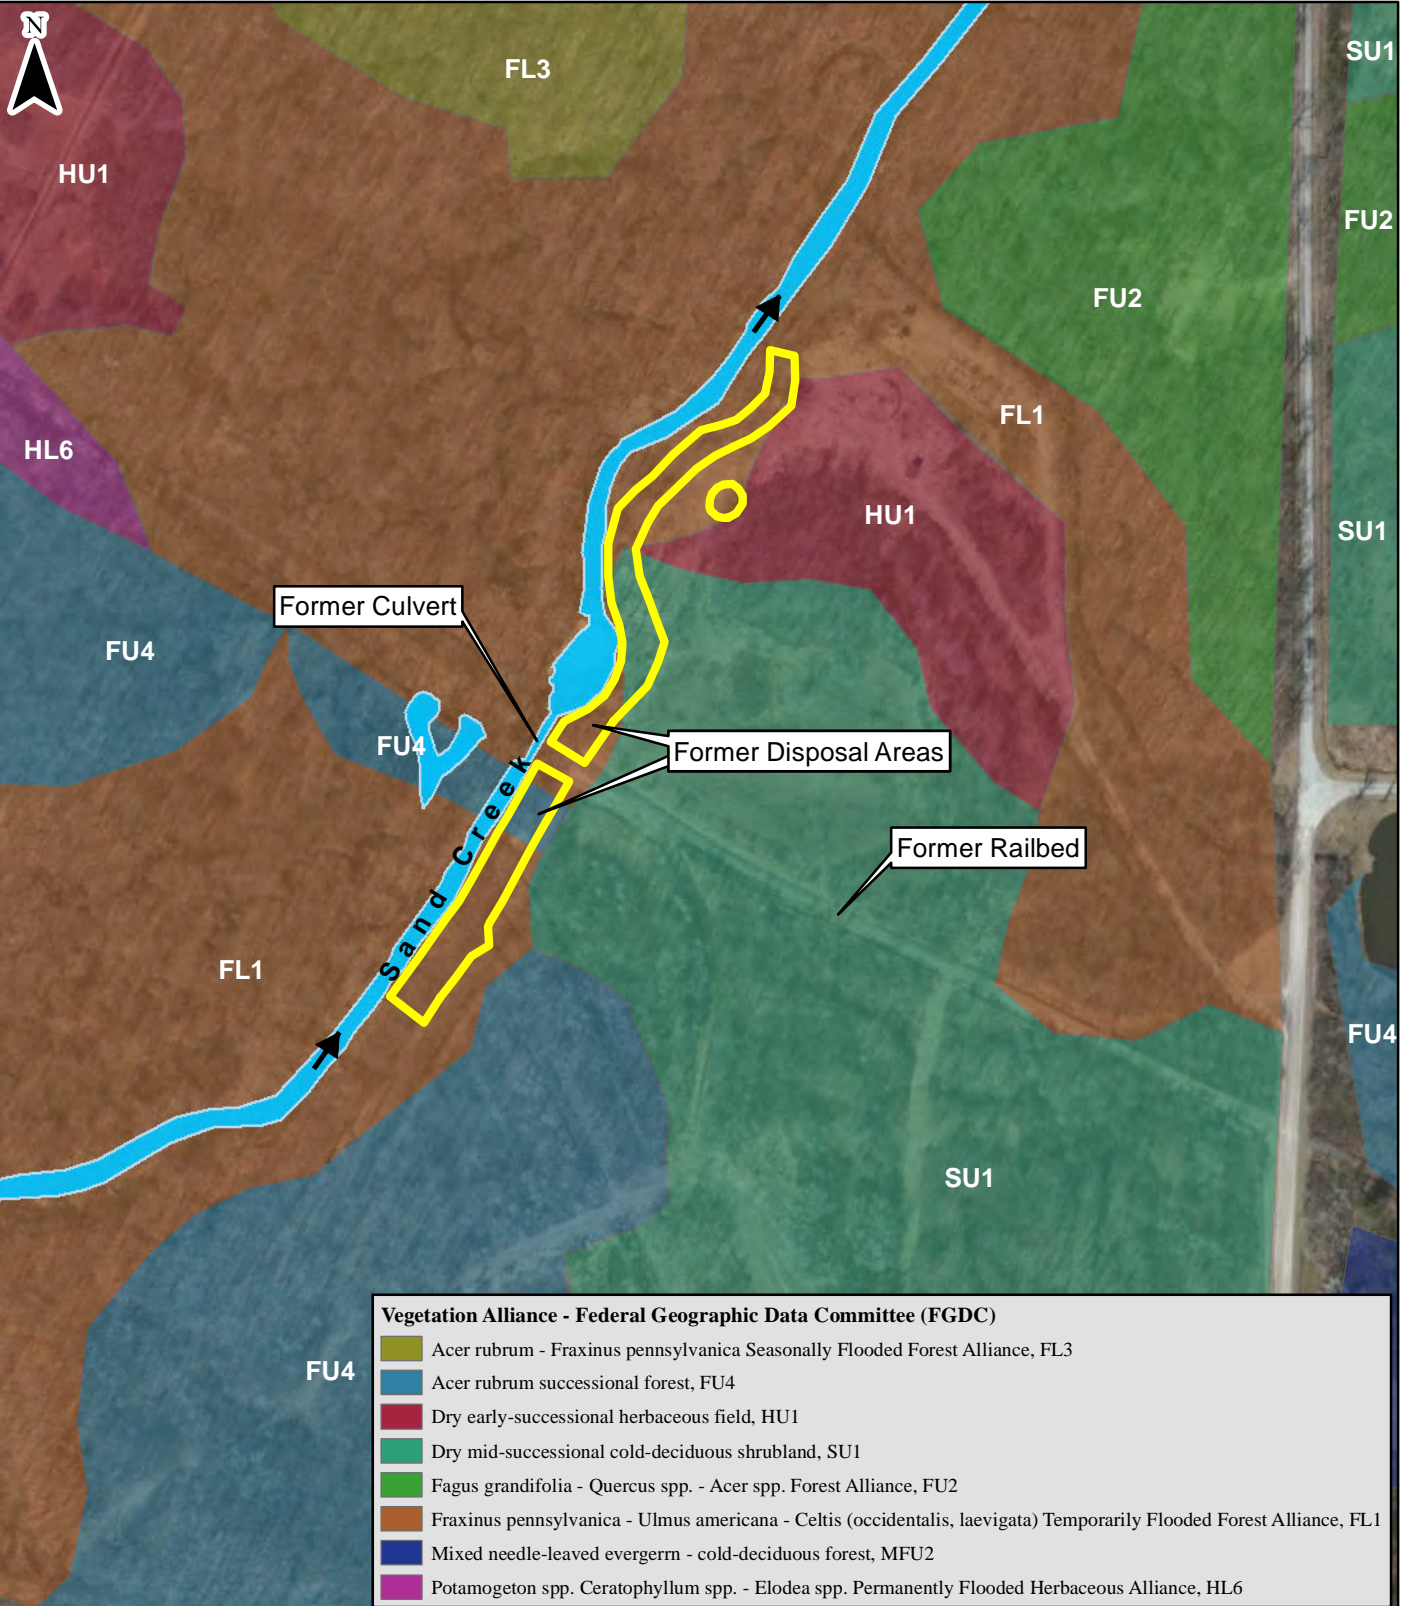 N
FL3
SU1
HU1
FU2
FU2
FL1
HL6
HU1
SU1
Former Culvert
FU4
FU4
Former Disposal Areas
Sand Creek
Former Railbed
FL1
FU4
SU1
FU4
Vegetation Alliance - Federal Geographic Data Committee (FGDC)
Acer rubrum - Fraxinus pennsylvanica Seasonally Flooded Forest Alliance, FL3
Acer rubrum successional forest, FU4
Dry early-successional herbaceous field, HU1
Dry mid-successional cold-deciduous shrubland, SU1
Fagus grandifolia - Quercus spp. - Acer spp. Forest Alliance, FU2
Fraxinus pennsylvanica - Ulmus americana - Celtis (occidentalis, laevigata) Temporarily Flooded Forest Alliance, FL1
Mixed needle-leaved evergerrn - cold-deciduous forest, MFU2
Potamogeton spp. Ceratophyllum spp. - Elodea spp. Permanently Flooded Herbaceous Alliance, HL6